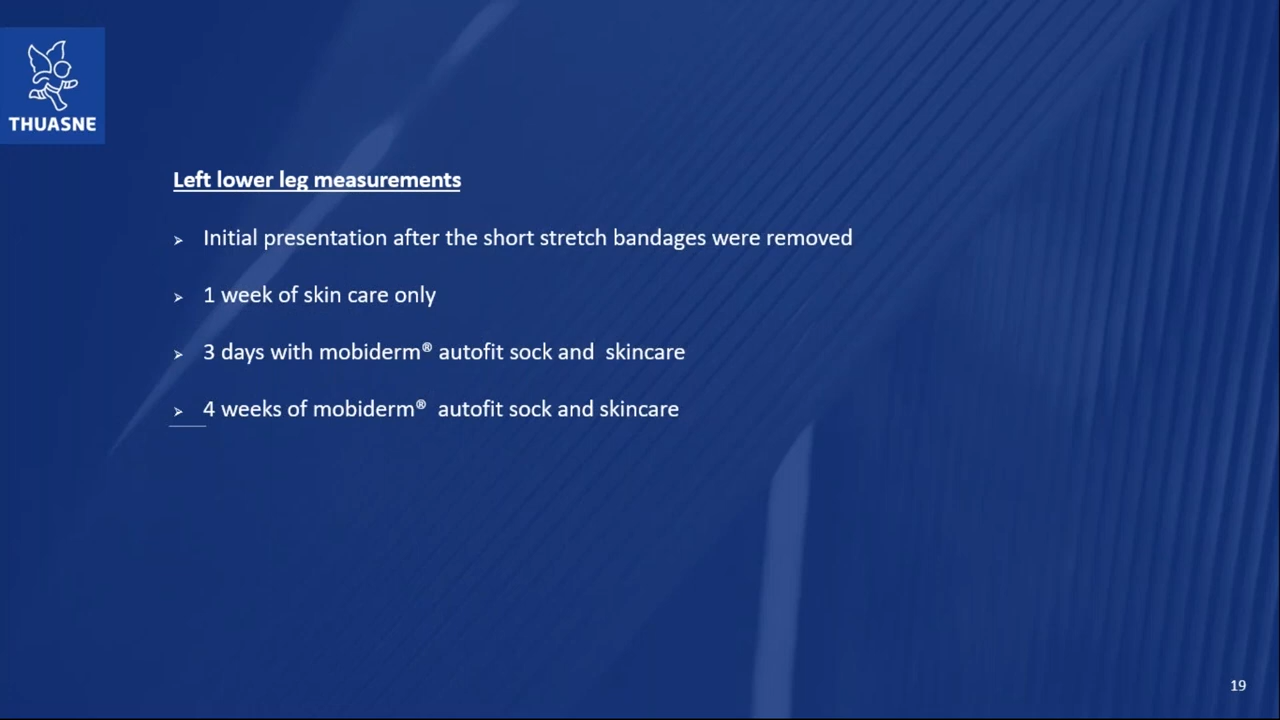 THUASNE
Left lower leg measurements
➢ Initial presentation after the short stretch bandages were removed
➢ 1 week of skin care only
➢ 3 days with mobiderm® autofit sock and  skincare
➢ 4 weeks of mobiderm®  autofit sock and skincare
19